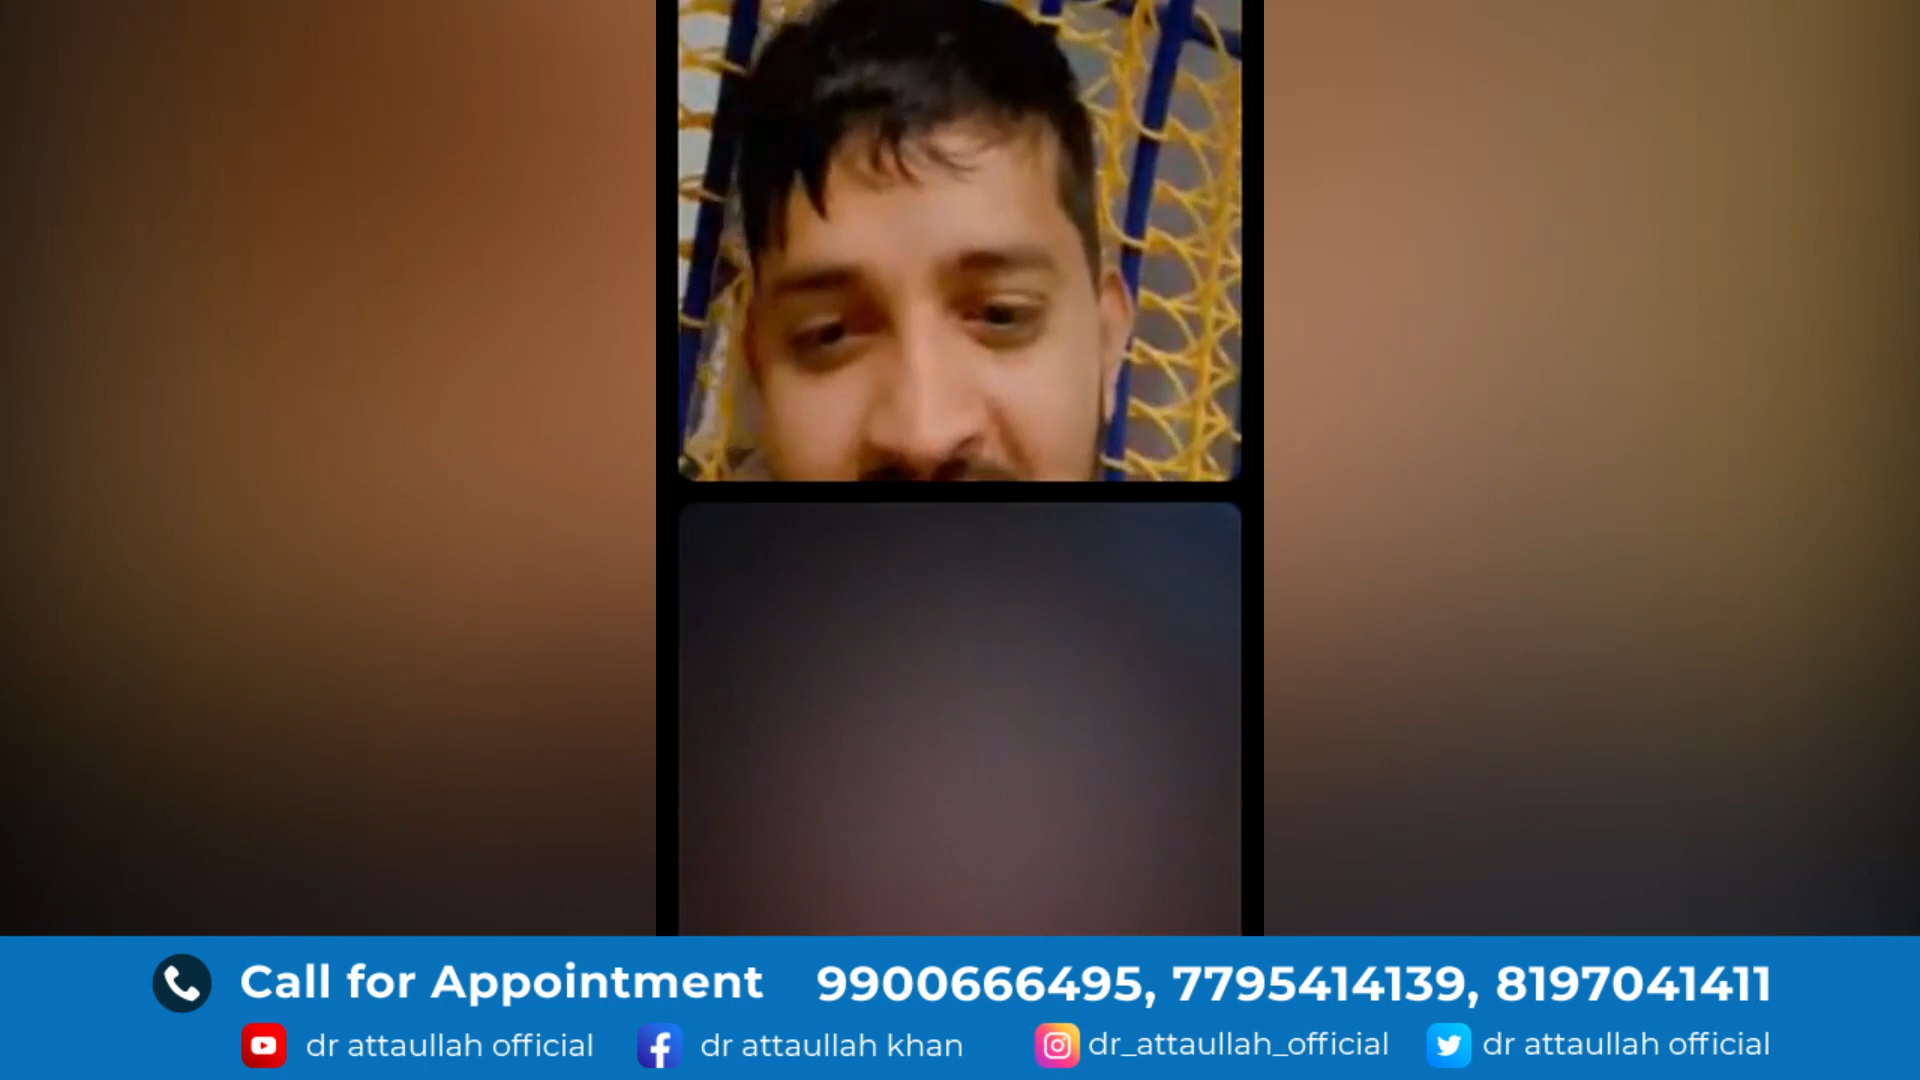 Call for Appointment 9900666495, 7795414139, 8197041411
dr attaullah official dr attaullah khan dr_attaullah_official dr attaullah official